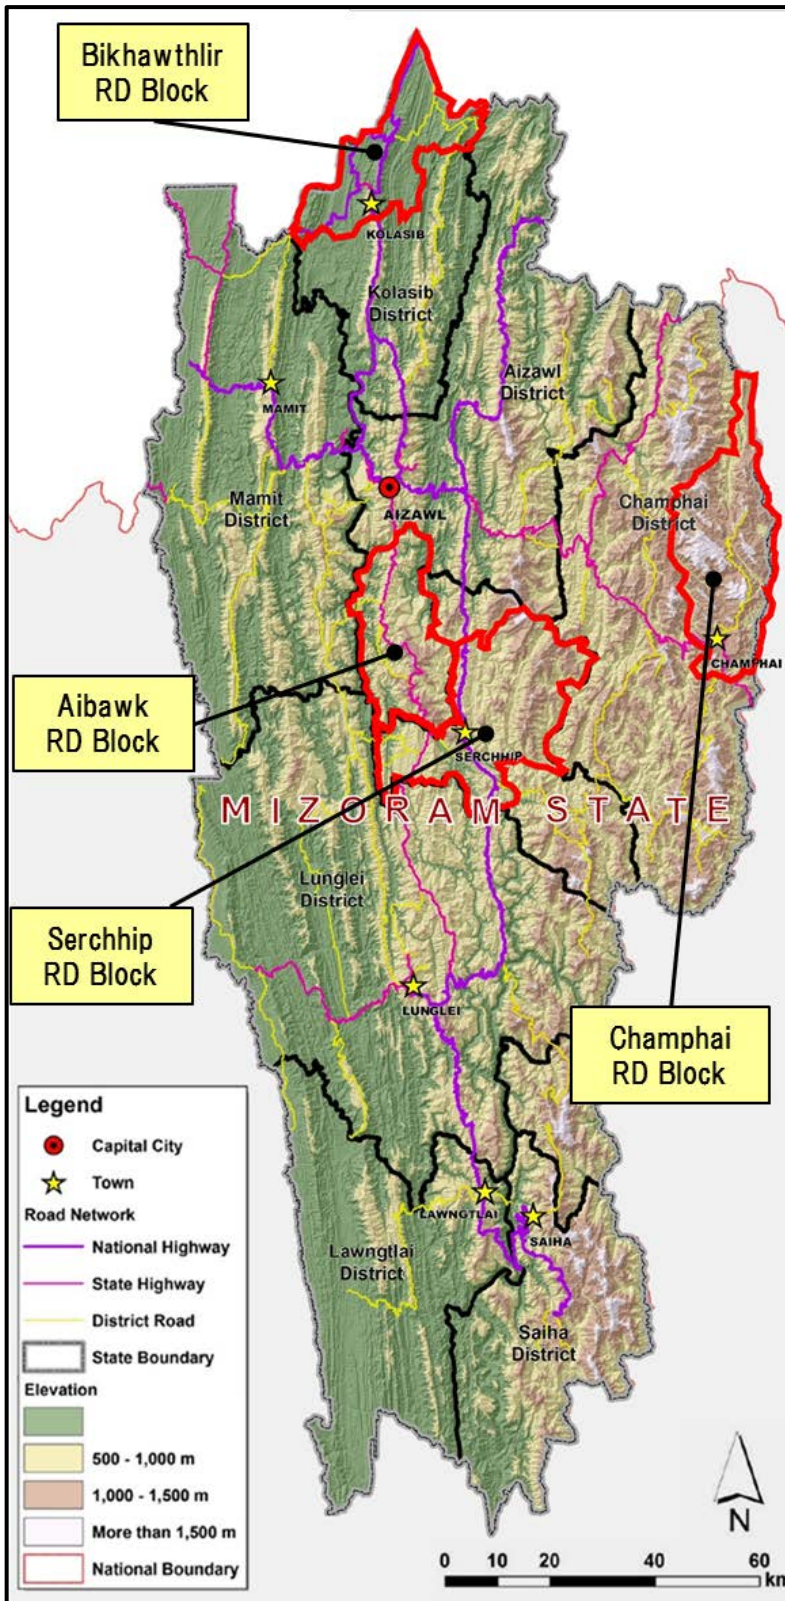 Bikhawthlir
RD Block
KOLASIB
Kolasib
District
Aizawl
District
MAMIT
Mamit
District
AIZAWL
Champhai
District
CHAMPHAI
Aibawk
RD Block
SERCHHIP
MIZORAM STATE
Lunglei
District
Serchhip
RD Block
LUNGLEI
Champhai
RD Block
Legend
Capital City
Town
Road Network
National Highway
State Highway
District Road
State Boundary
Elevation
500 - 1,000 m
1,000 - 1,500 m
More than 1,500 m
National Boundary
LAWNGTLAI
SAIHA
Lawngtlai
District
Saiha
District
N
0 10 20 40 60
km